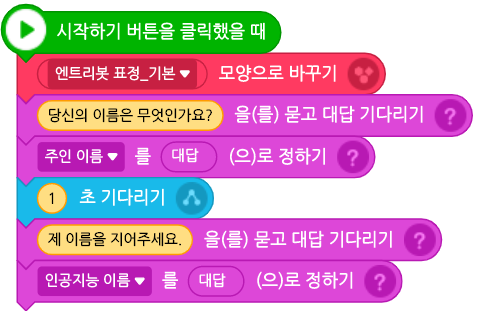 시작하기 버튼을 클릭했을 때
엔트리봇 표정_기본 모양으로 바꾸기
당신의 이름은 무엇인가요? 을(를) 묻고 대답 기다리기 ?
주인 이름 를 대답 (으)로 정하기 ?
1 초 기다리기
제 이름을 지어주세요. 을(를) 묻고 대답 기다리기 ?
인공지능 이름 를 대답 (으)로 정하기 ?